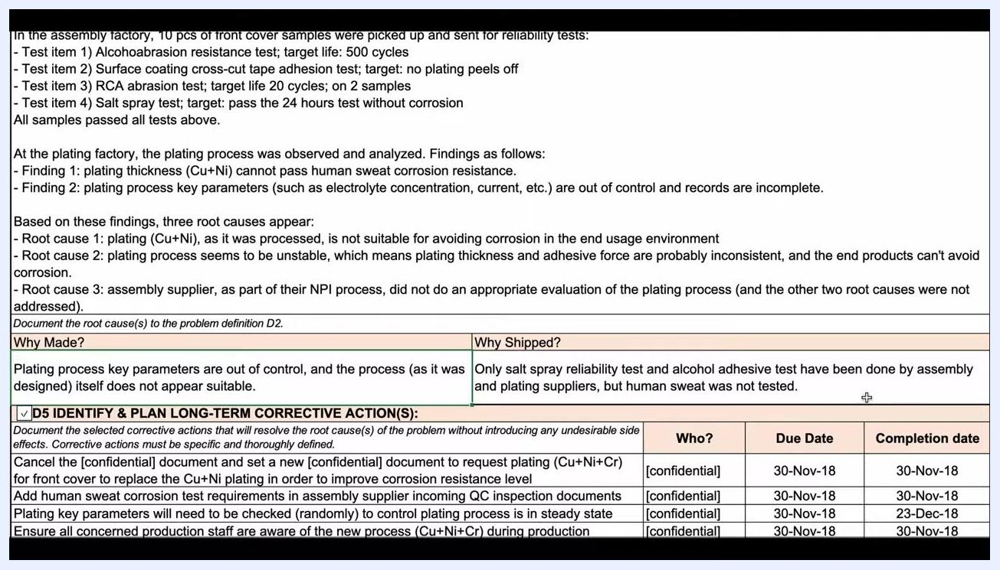 In the assembly factory, 10 pcs of front cover samples were picked up and sent for reliability tests:
- Test item 1) Alcohoabrasion resistance test; target life: 500 cycles
- Test item 2) Surface coating cross-cut tape adhesion test; target: no plating peels off
- Test item 3) RCA abrasion test; target life 20 cycles; on 2 samples
- Test item 4) Salt spray test; target: pass the 24 hours test without corrosion
All samples passed all tests above.
At the plating factory, the plating process was observed and analyzed. Findings as follows:
- Finding 1: plating thickness (Cu+Ni) cannot pass human sweat corrosion resistance.
- Finding 2: plating process key parameters (such as electrolyte concentration, current, etc.) are out of control and records are incomplete.
Based on these findings, three root causes appear:
- Root cause 1: plating (Cu+Ni), as it was processed, is not suitable for avoiding corrosion in the end usage environment
- Root cause 2: plating process seems to be unstable, which means plating thickness and adhesive force are probably inconsistent, and the end products can't avoid
corrosion.
- Root cause 3: assembly supplier, as part of their NPI process, did not do an appropriate evaluation of the plating process (and the other two root causes were not
addressed).
Document the root cause(s) to the problem definition D2.
Why Made?
Why Shipped?
Plating process key parameters are out of control, and the process (as it was
designed) itself does not appear suitable.
Only salt spray reliability test and alcohol adhesive test have been done by assembly
and plating suppliers, but human sweat was not tested.
D5 IDENTIFY & PLAN LONG-TERM CORRECTIVE ACTION(S):
Document the selected corrective actions that will resolve the root cause(s) of the problem without introducing any undesirable side
effects. Corrective actions must be specific and thoroughly defined.
Who?
Due Date
Completion date
Cancel the [confidential] document and set a new [confidential] document to request plating (Cu+Ni+Cr)
for front cover to replace the Cu+Ni plating in order to improve corrosion resistance level
[confidential]
30-Nov-18
30-Nov-18
Add human sweat corrosion test requirements in assembly supplier incoming QC inspection documents
[confidential]
30-Nov-18
30-Nov-18
Plating key parameters will need to be checked (randomly) to control plating process is in steady state
[confidential]
30-Nov-18
23-Dec-18
Ensure all concerned production staff are aware of the new process (Cu+Ni+Cr) during production
[confidential]
30-Nov-18
30-Nov-18